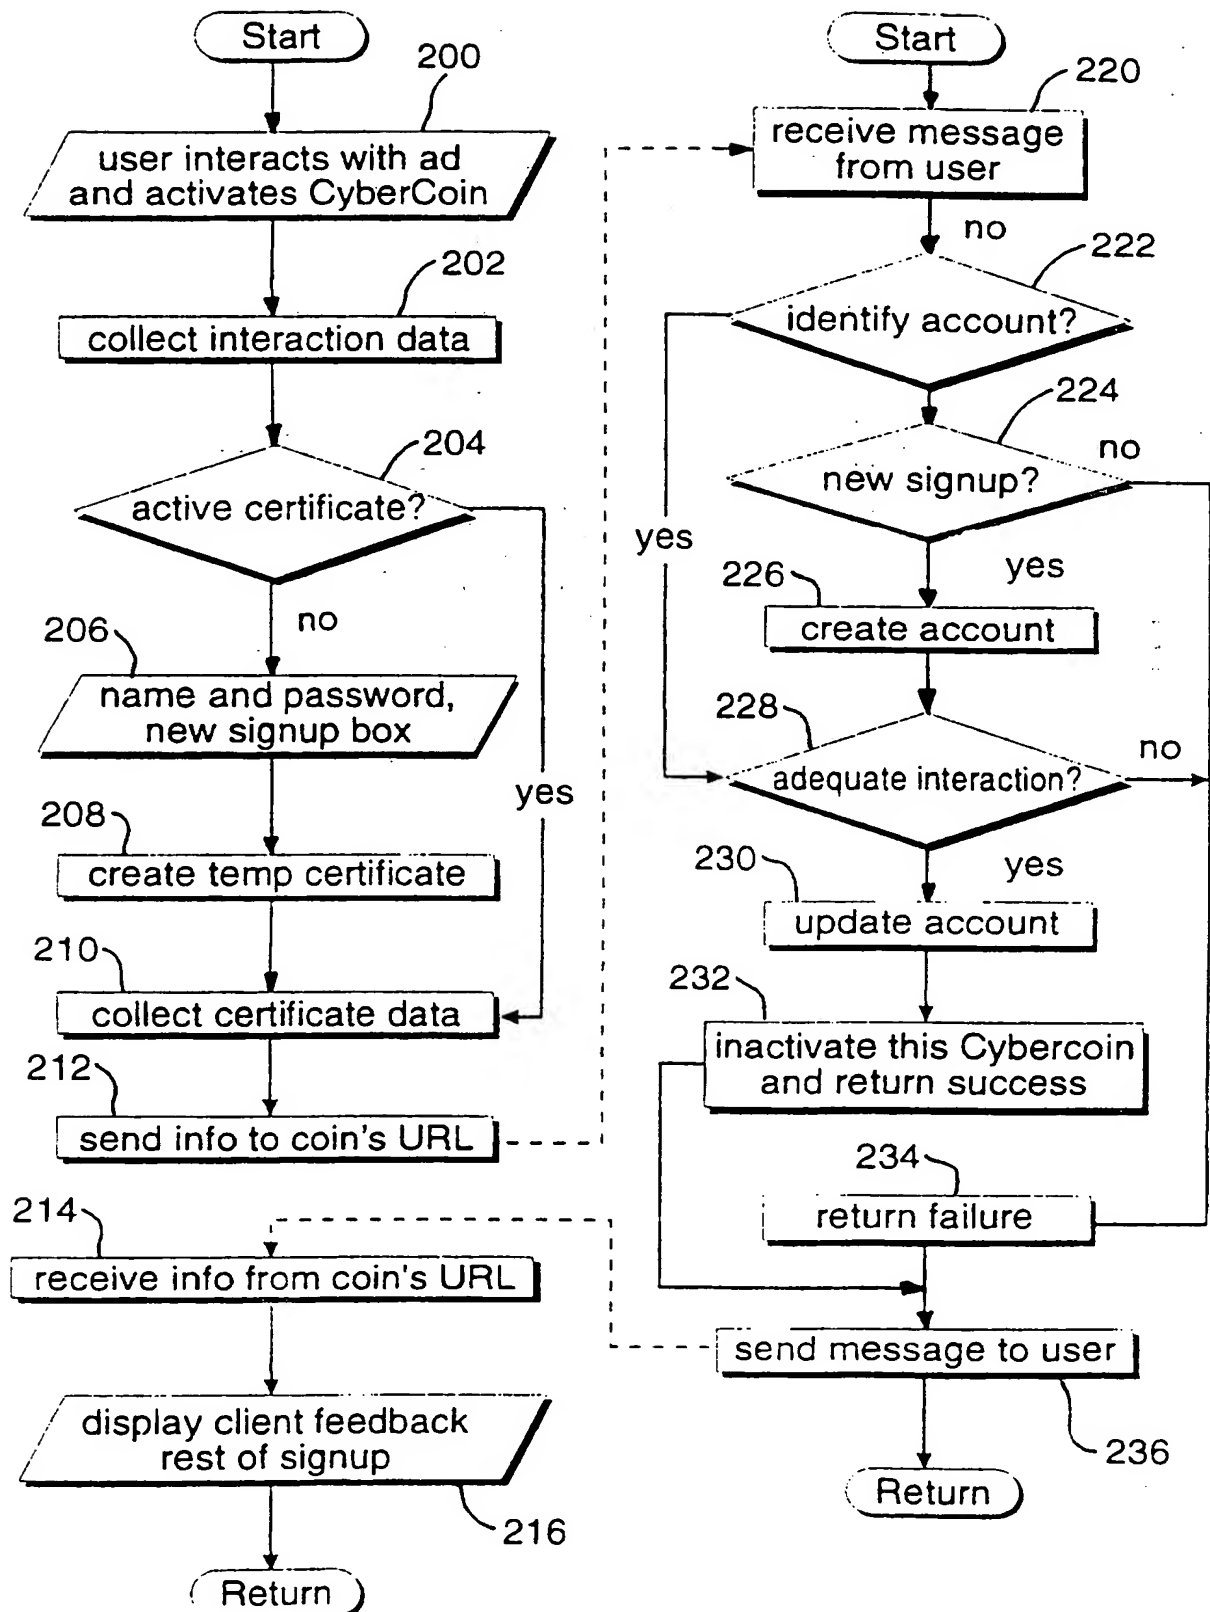 Start
200
user interacts with ad
and activates CyberCoin
202
collect interaction data
204
active certificate?
no
yes
206
name and password,
new signup box
208
create temp certificate
210
collect certificate data
212
send info to coin's URL
214
receive info from coin's URL
display client feedback
rest of signup
216
Return
Start
220
receive message
from user
no
222
identify account?
yes
224
new signup?
no
yes
226
create account
228
adequate interaction?
no
yes
230
update account
232
inactivate this Cybercoin
and return success
234
return failure
send message to user
236
Return